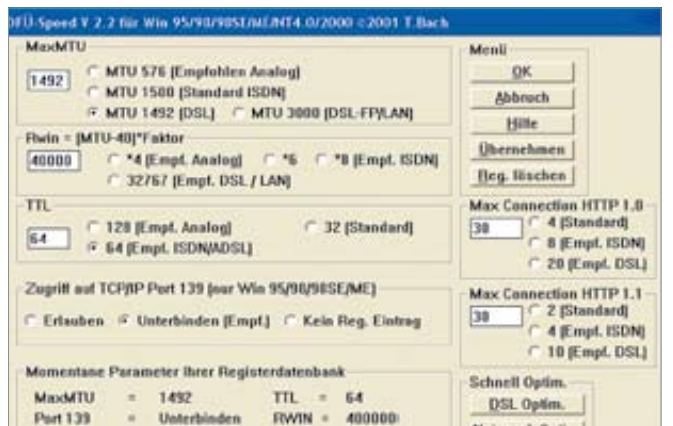 DFÜ-Speed V 2.2 für Win 95/98/98SE/ME/NT4.0/2000 ©2001 T.Bach
MaxMTU
1492
MTU 576 (Empfohlen Analog)
MTU 1500 (Standard ISDN)
MTU 1492 (DSL)
MTU 3000 (DSL-FP/LAN)
Rwin = (MTU-40)*Faktor
40000
*4 (Empf. Analog)
*6
*8 (Empf. ISDN)
32767 (Empf. DSL / LAN)
TTL
64
128 (Empf. Analog)
32 (Standard)
64 (Empf. ISDN/ADSL)
Zugriff auf TCP/IP Port 139 (nur Win 95/98/98SE/ME)
Erlauben
Unterbinden (Empf.)
Kein Reg. Eintrag
Momentane Parameter Ihrer Registerdatenbank
MaxMTU = 1492 TTL = 64
Port 139 = Unterbinden RWIN = 400000
Menü
OK
Abbruch
Hilfe
Übernehmen
Reg. löschen
Max Connection HTTP 1.0
30
4 (Standard)
8 (Empf. ISDN)
20 (Empf. DSL)
Max Connection HTTP 1.1
30
2 (Standard)
4 (Empf. ISDN)
10 (Empf. DSL)
Schnell Optim.
DSL Optim.